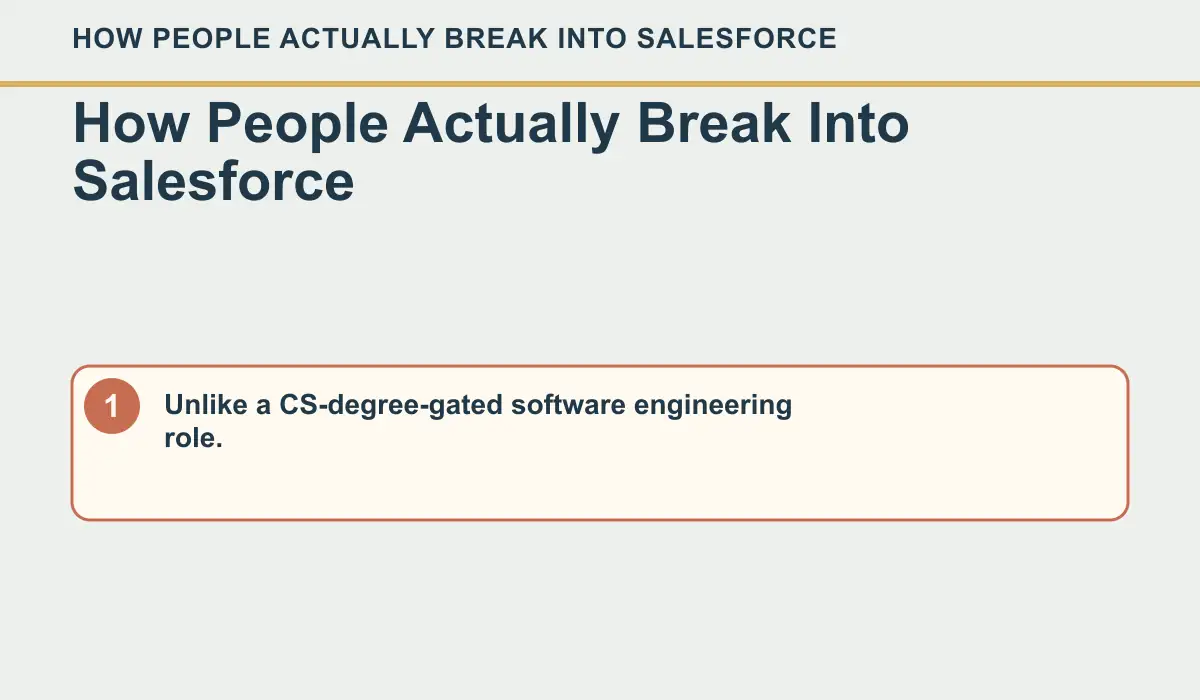 HOW PEOPLE ACTUALLY BREAK INTO SALESFORCE
How People Actually Break Into
Salesforce
1
Unlike a CS-degree-gated software engineering
role.